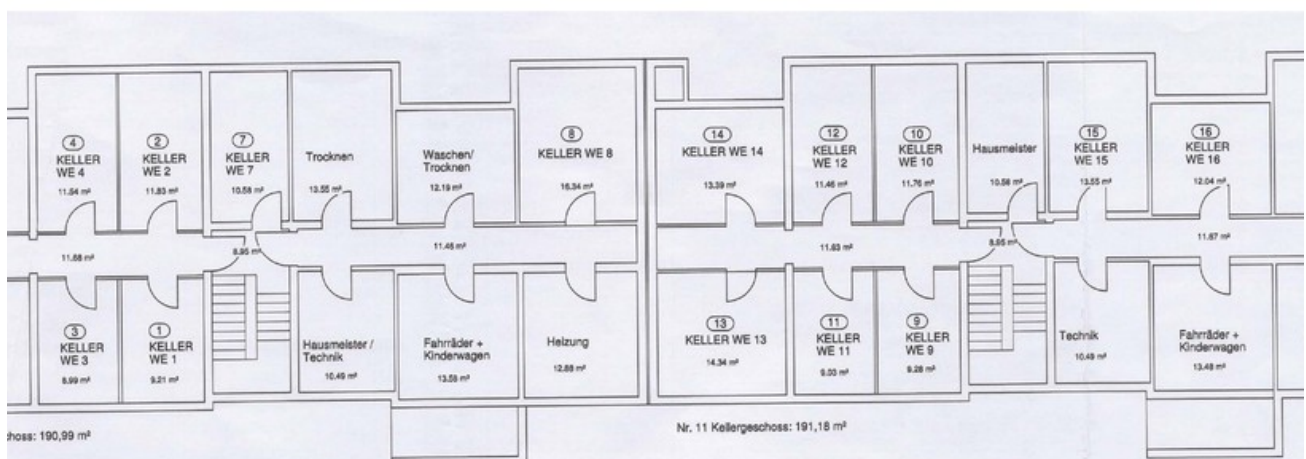 4
KELLER
WE 4
11.54 m²
2
KELLER
WE 2
11.83 m²
7
KELLER
WE 7
10.58 m²
Trocknen
13.55 m²
Waschen/
Trocknen
12.19 m²
8
KELLER WE 8
16.34 m²
14
KELLER WE 14
13.39 m²
12
KELLER
WE 12
11.46 m²
10
KELLER
WE 10
11.76 m²
Hausmeister
10.58 m²
15
KELLER
WE 15
13.55 m²
16
KELLER
WE 16
12.04 m²
11.68 m²
8.95 m²
11.46 m²
11.63 m²
8.95 m²
11.67 m²
3
KELLER
WE 3
8.99 m²
1
KELLER
WE 1
9.21 m²
Hausmeister /
Technik
10.49 m²
Fahrräder +
Kinderwagen
13.58 m²
Heizung
12.88 m²
13
KELLER WE 13
14.34 m²
11
KELLER
WE 11
9.00 m²
9
KELLER
WE 9
9.28 m²
Technik
10.49 m²
Fahrräder +
Kinderwagen
13.48 m²
choss: 190,99 m²
Nr. 11 Kellergeschoss: 191,18 m²